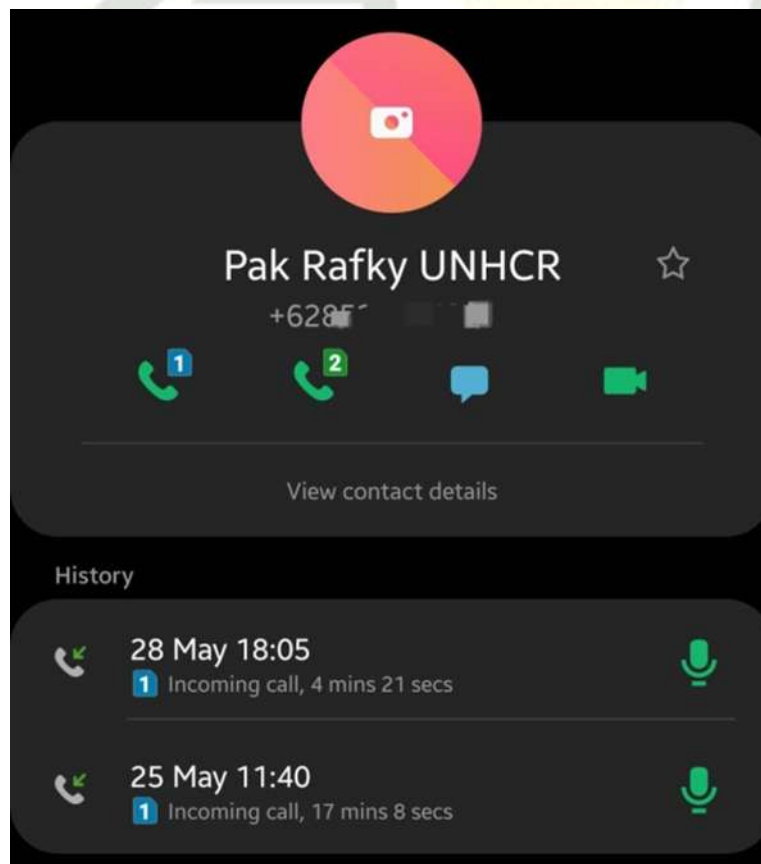 Pak Rafky UNHCR
1
2
View contact details
History
28 May 18:05
1 Incoming call, 4 mins 21 secs
25 May 11:40
1 Incoming call, 17 mins 8 secs